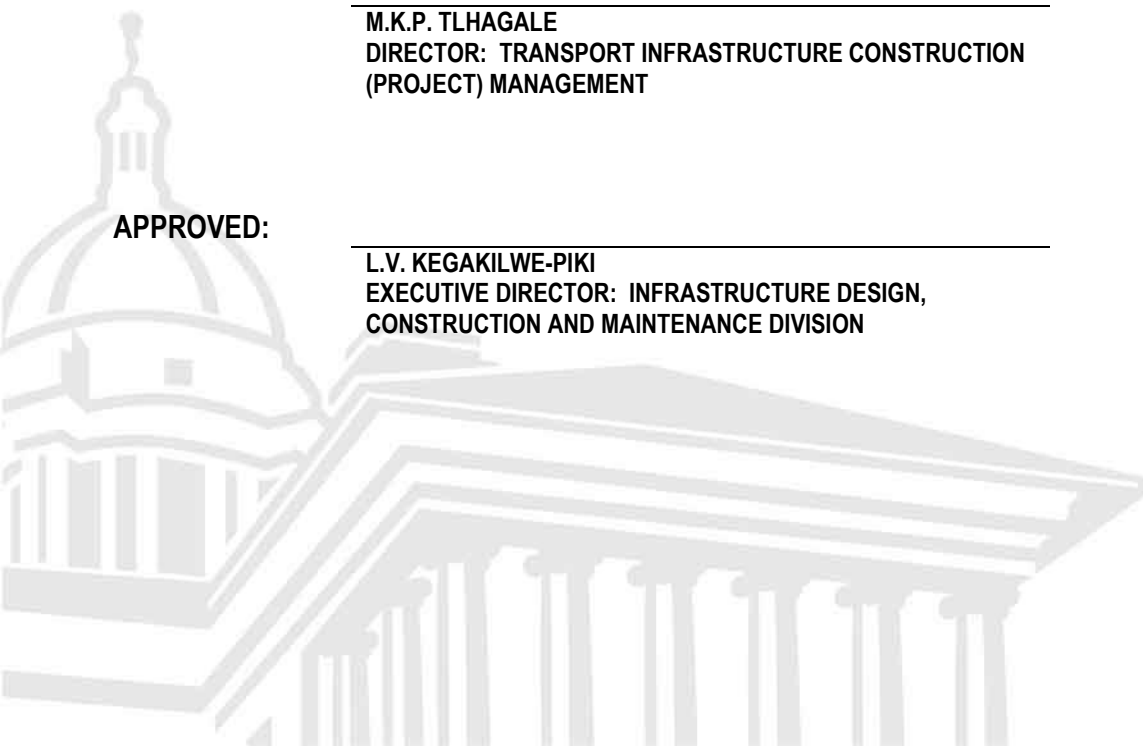 M.K.P. TLHAGALE
DIRECTOR: TRANSPORT INFRASTRUCTURE CONSTRUCTION
(PROJECT) MANAGEMENT
APPROVED:
L.V. KEGAKILWE-PIKI
EXECUTIVE DIRECTOR: INFRASTRUCTURE DESIGN,
CONSTRUCTION AND MAINTENANCE DIVISION